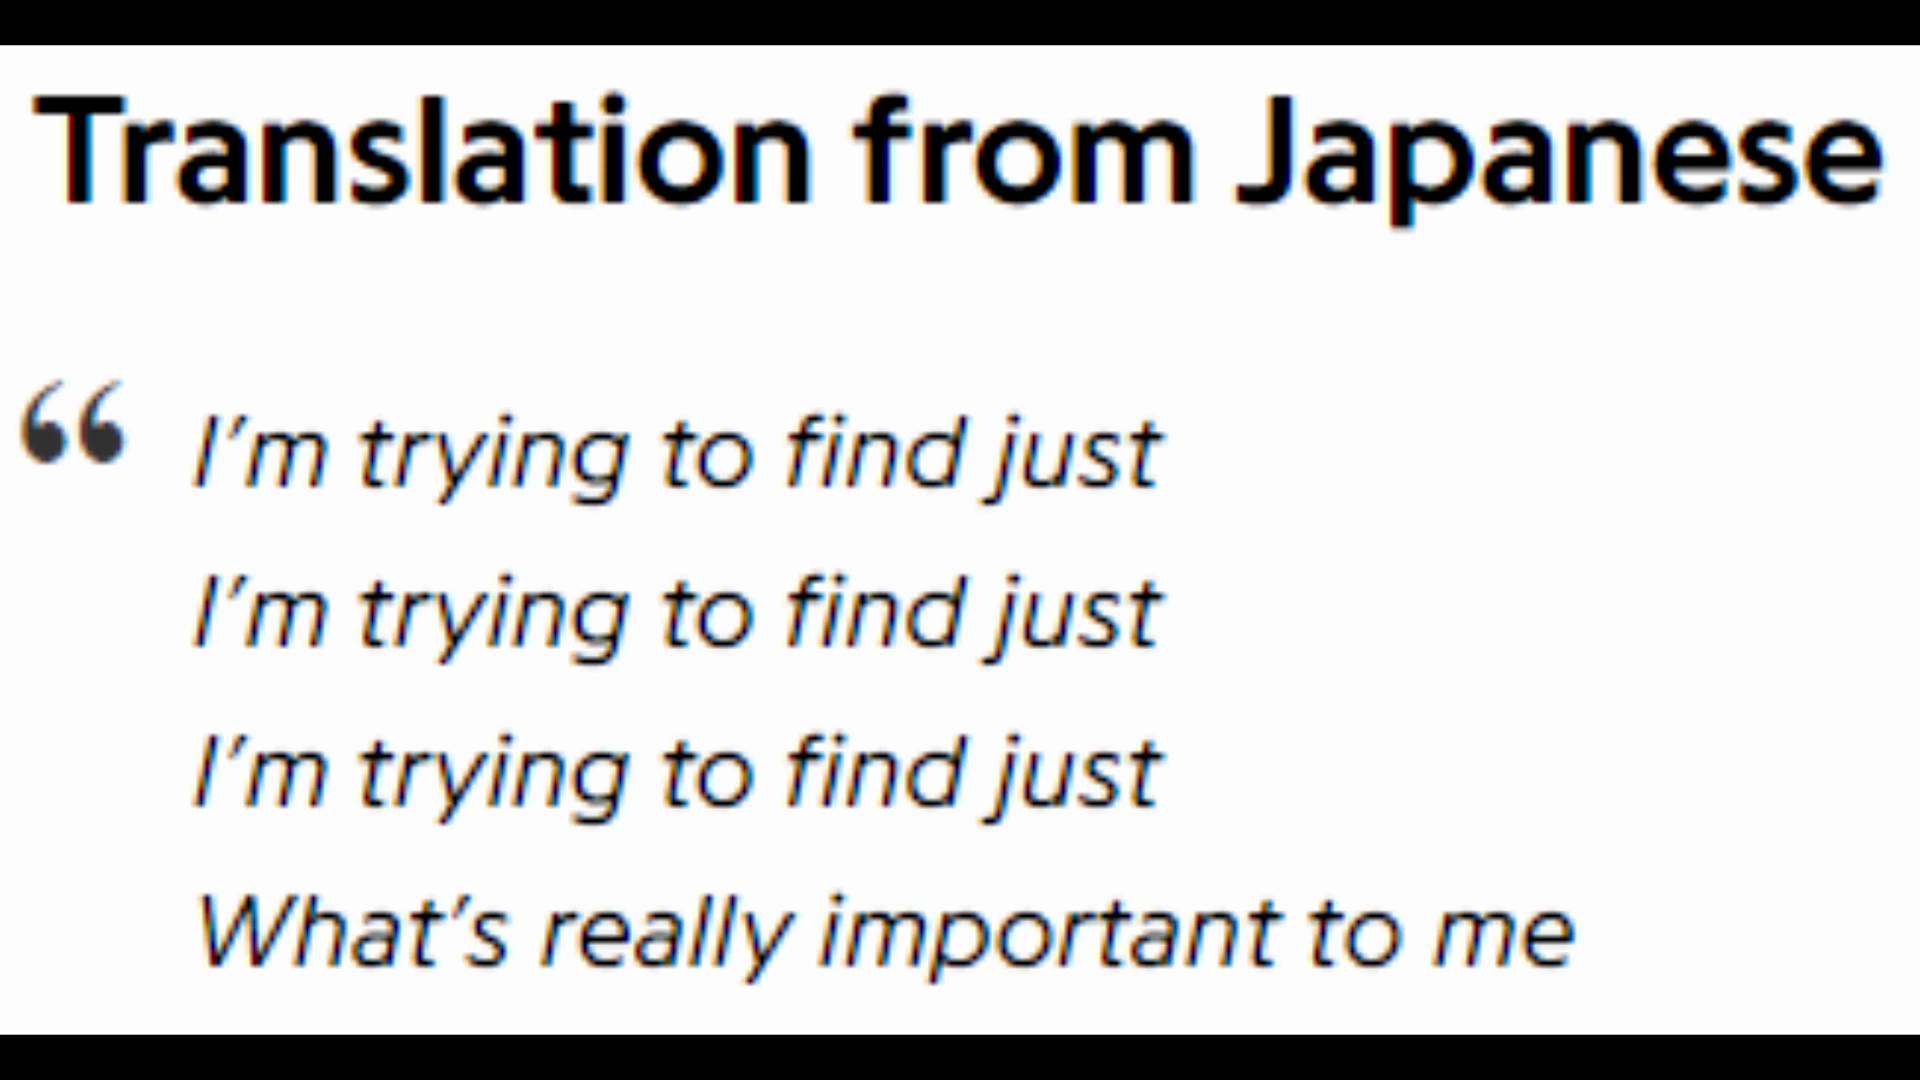 Translation from Japanese
“ I’m trying to find just
I’m trying to find just
I’m trying to find just
What’s really important to me